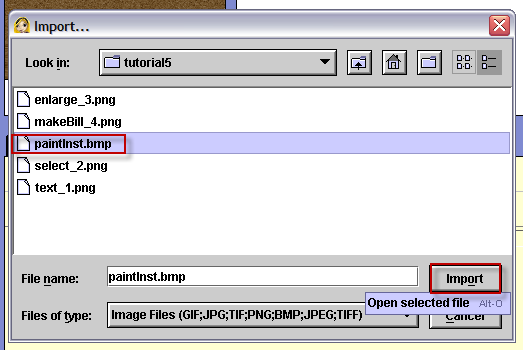 Import...
Look in: tutorial5
enlarge_3.png
makeBill_4.png
paintInst.bmp
select_2.png
text_1.png
File name: paintInst.bmp Import
Open selected file Alt-O
Files of type: Image Files (GIF;JPG;TIF;PNG;BMP;JPEG;TIFF) Cancel